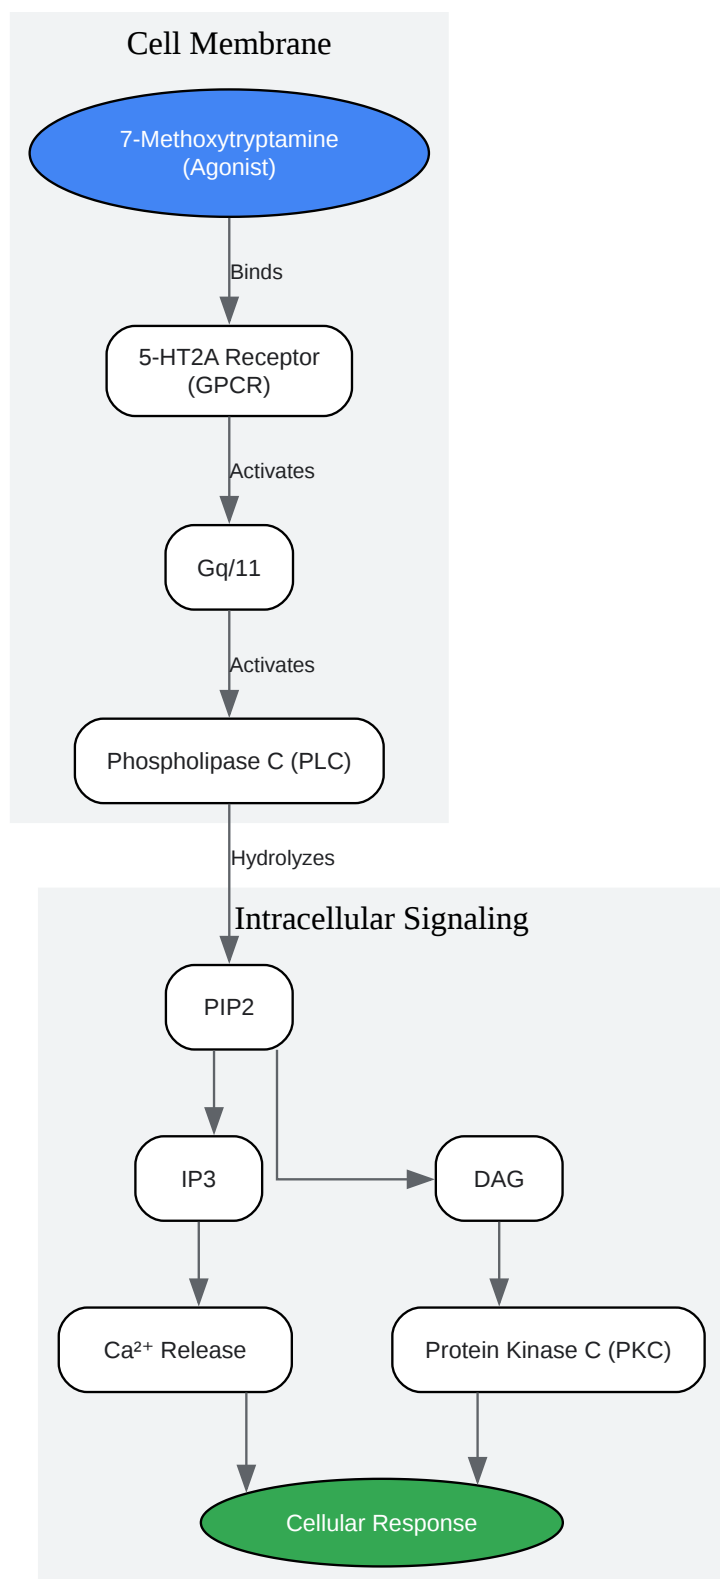 Cell Membrane
7-Methoxytryptamine
(Agonist)
Binds
5-HT2A Receptor
(GPCR)
Activates
Gq/11
Activates
Phospholipase C (PLC)
Hydrolyzes
Intracellular Signaling
PIP2
IP3
DAG
Ca²⁺ Release
Protein Kinase C (PKC)
Cellular Response